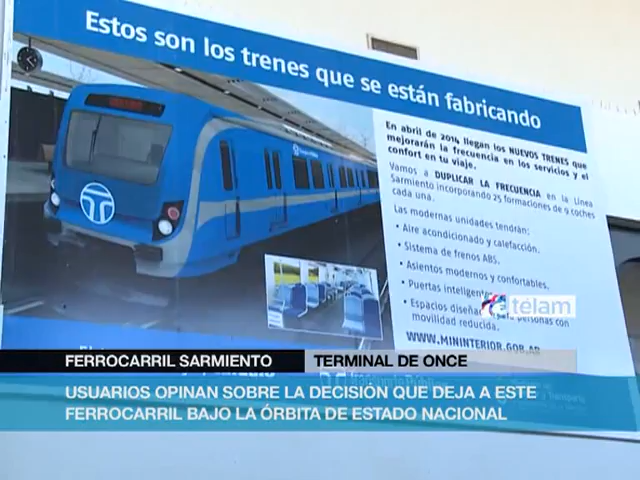 Estos son los trenes que se están fabricando
En abril de 2014 llegan los NUEVOS TRENES que
mejorarán la frecuencia en los servicios y el
confort en tu viaje.
Vamos a DUPLICAR LA FRECUENCIA en la Línea
Sarmiento incorporando 25 formaciones de 9 coches
cada una.
Las modernas unidades tendrán:
• Aire acondicionado y calefacción.
• Sistema de frenos ABS.
• Asientos modernos y confortables.
• Puertas
télam
• Espacios personas con
movilidad reducida.
WWW.MININTERIOR.GOB.AR
FERROCARRIL SARMIENTO
TERMINAL DE ONCE
USUARIOS OPINAN SOBRE LA DECISIÓN QUE DEJA A ESTE
FERROCARRIL BAJO LA ÓRBITA DE ESTADO NACIONAL